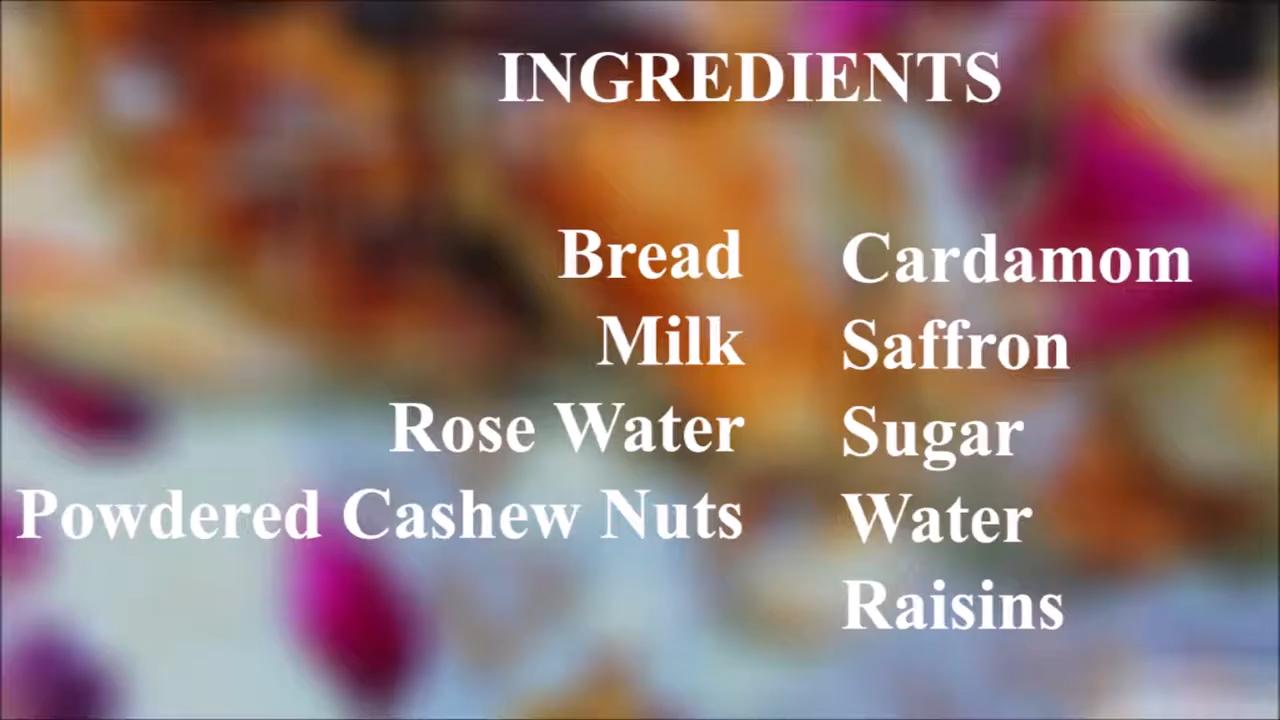 INGREDIENTS
Bread
Milk
Rose Water
Powdered Cashew Nuts
Cardamom
Saffron
Sugar
Water
Raisins